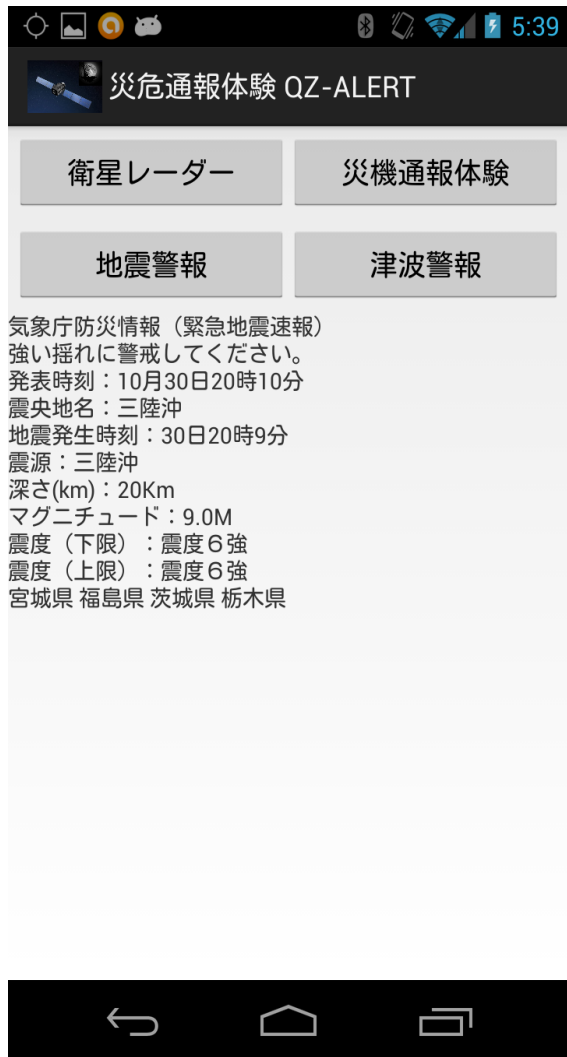 5:39
災危通報体験 QZ-ALERT
衛星レーダー
災機通報体験
地震警報
津波警報
気象庁防災情報（緊急地震速報）
強い揺れに警戒してください。
発表時刻：10月30日20時10分
震央地名：三陸沖
地震発生時刻：30日20時9分
震源：三陸沖
深さ(km)：20Km
マグニチュード：9.0M
震度（下限）：震度６強
震度（上限）：震度６強
宮城県 福島県 茨城県 栃木県